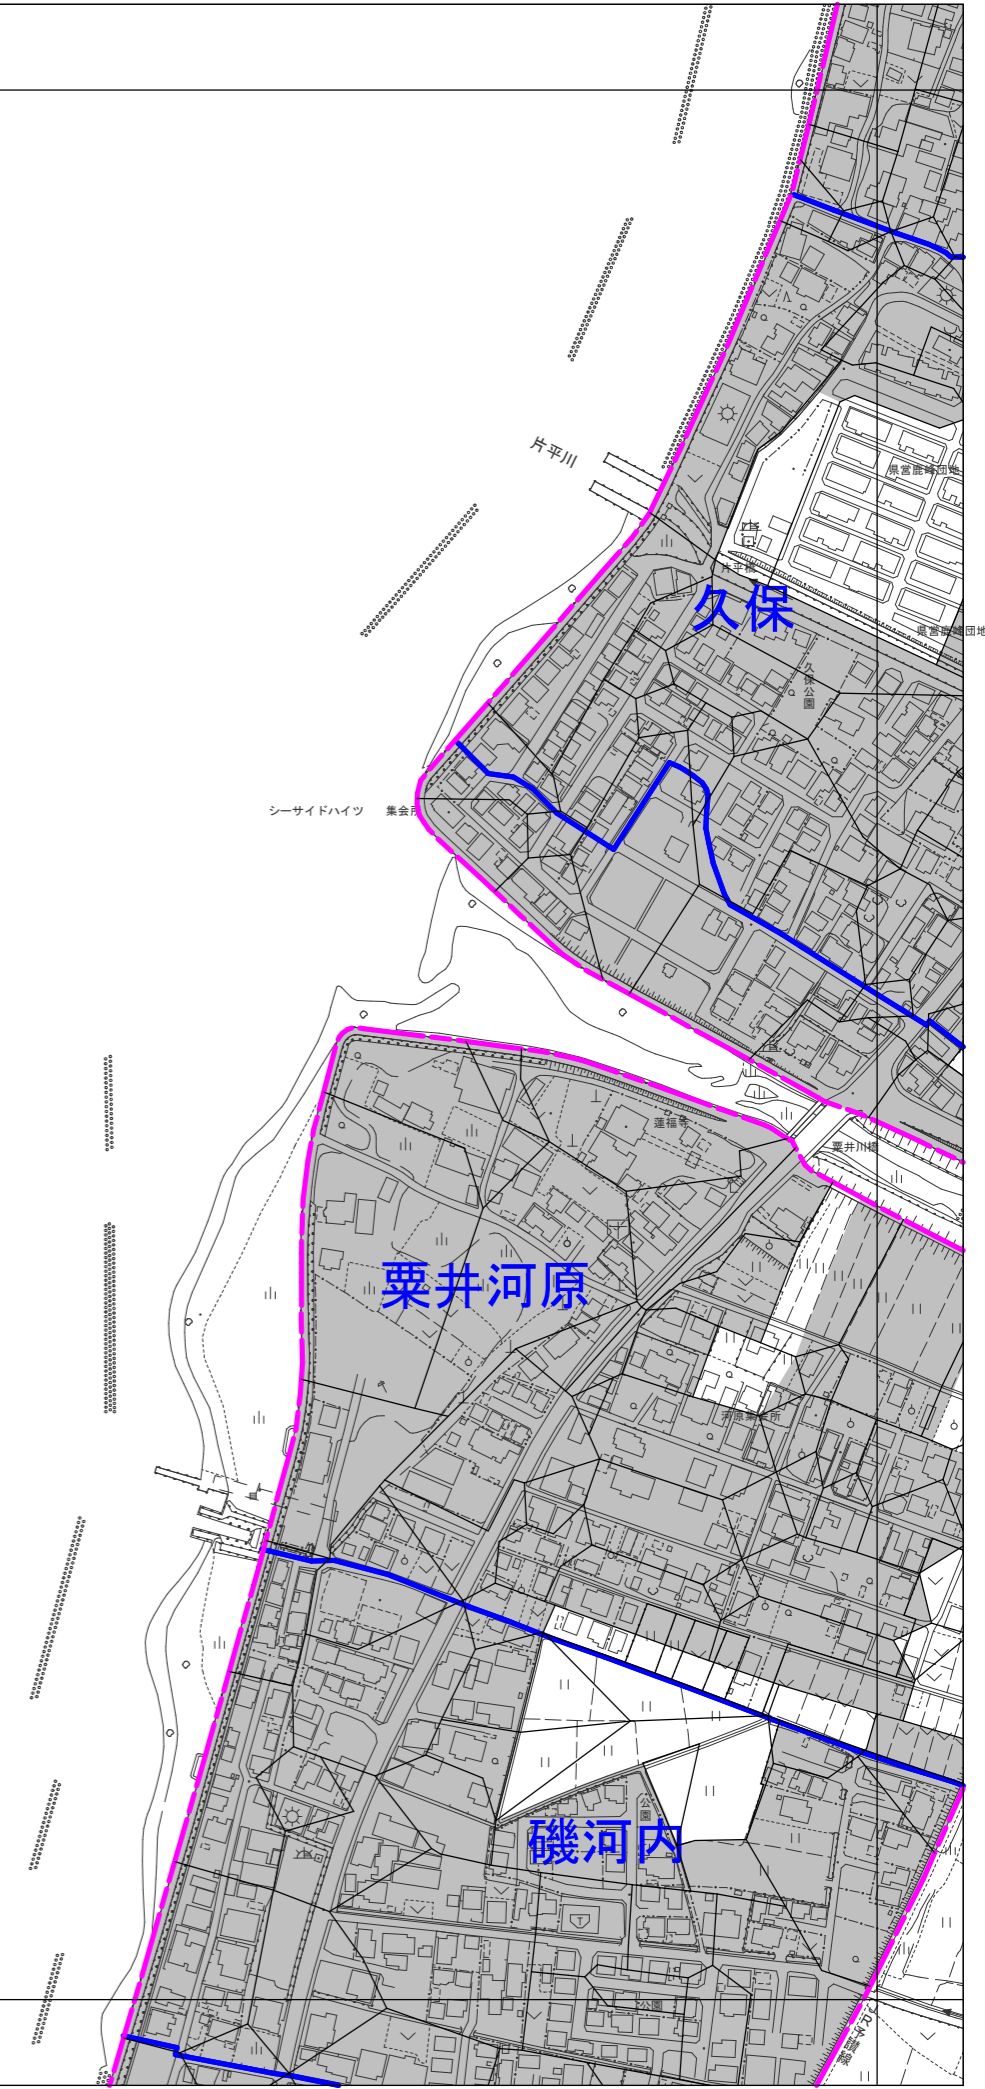 片平川
県営鹿峰団地
片平橋
久保
県営鹿峰団地
久保公園
シーサイドハイツ 集会所
蓮福寺
粟井川橋
粟井河原
河原集会所
公園
磯河内
公園
JR予讃線